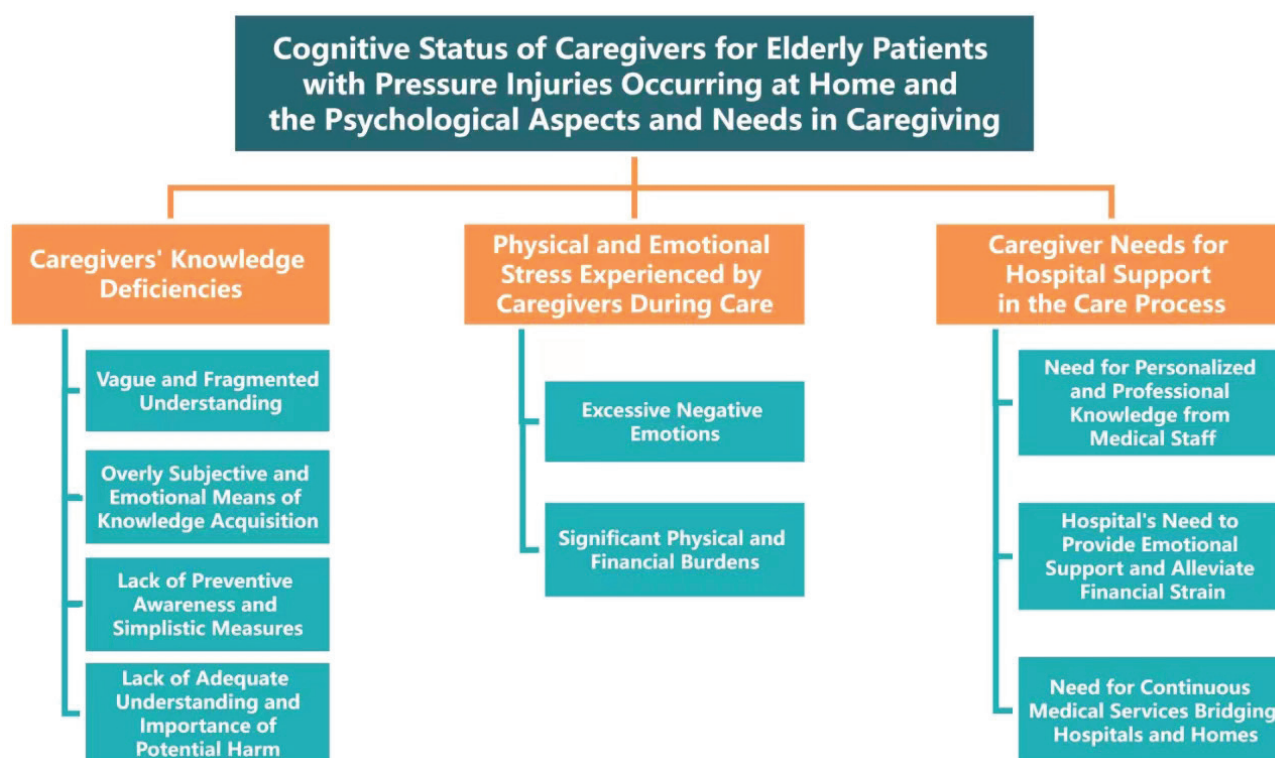 Cognitive Status of Caregivers for Elderly Patients
with Pressure Injuries Occurring at Home and
the Psychological Aspects and Needs in Caregiving
Caregivers' Knowledge
Deficiencies
Vague and Fragmented
Understanding
Overly Subjective and
Emotional Means of
Knowledge Acquisition
Lack of Preventive
Awareness and
Simplistic Measures
Lack of Adequate
Understanding and
Importance of
Potential Harm
Physical and Emotional
Stress Experienced by
Caregivers During Care
Excessive Negative
Emotions
Significant Physical and
Financial Burdens
Caregiver Needs for
Hospital Support
in the Care Process
Need for Personalized
and Professional
Knowledge from
Medical Staff
Hospital's Need to
Provide Emotional
Support and Alleviate
Financial Strain
Need for Continuous
Medical Services Bridging
Hospitals and Homes